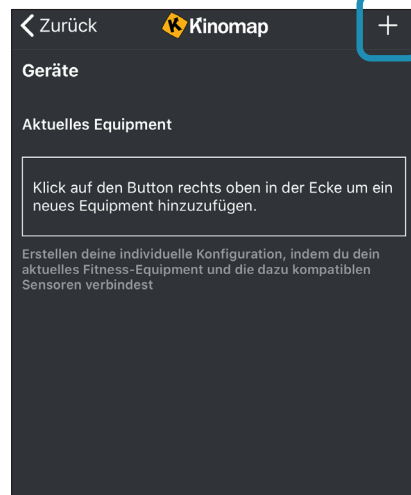 Zurück Kinomap +
Geräte
Aktuelles Equipment
Klick auf den Button rechts oben in der Ecke um ein
neues Equipment hinzuzufügen.
Erstellen deine individuelle Konfiguration, indem du dein
aktuelles Fitness-Equipment und die dazu kompatiblen
Sensoren verbindest